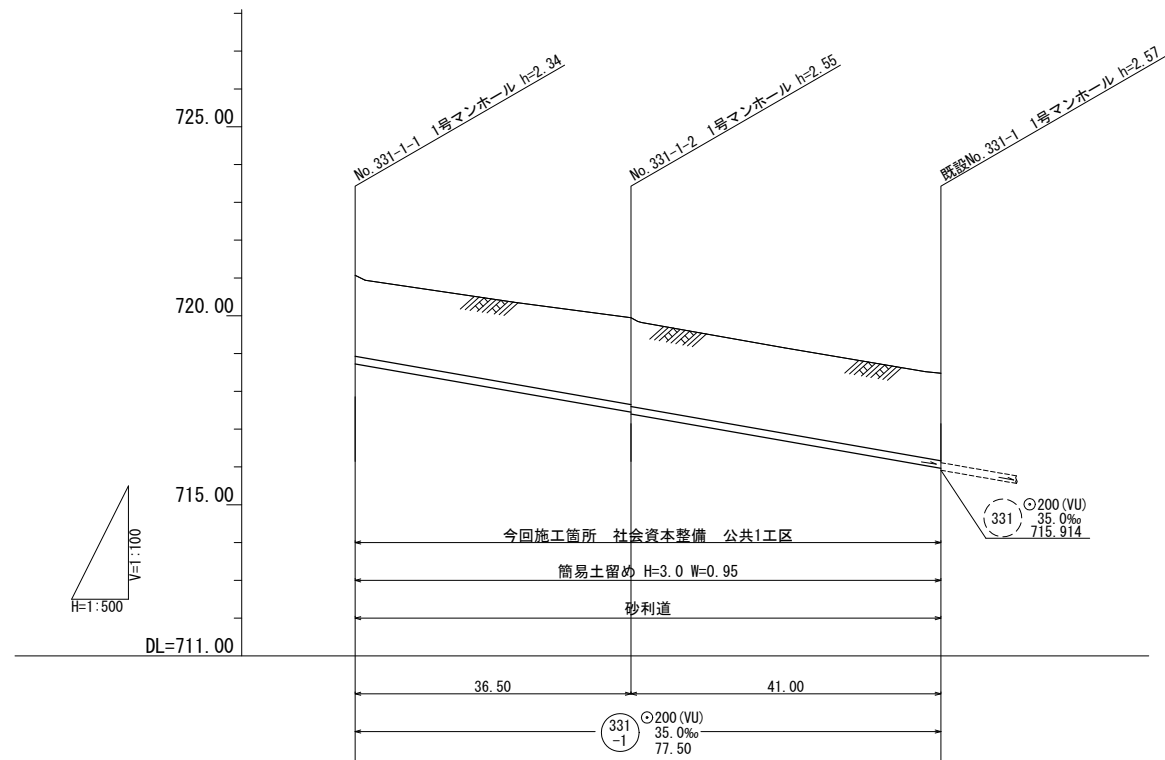 No.331-1-1 1号マンホール h=2.34
No.331-1-2 1号マンホール h=2.55
既設No.331-1 1号マンホール h=2.57
725.00
720.00
715.00
DL=711.00
V=1:100
H=1:500
331
⊙200(VU)
35.0‰
715.914
今回施工箇所 社会資本整備 公共1工区
簡易土留め H=3.0 W=0.95
砂利道
36.50
41.00
331
-1
⊙200(VU)
35.0‰
77.50